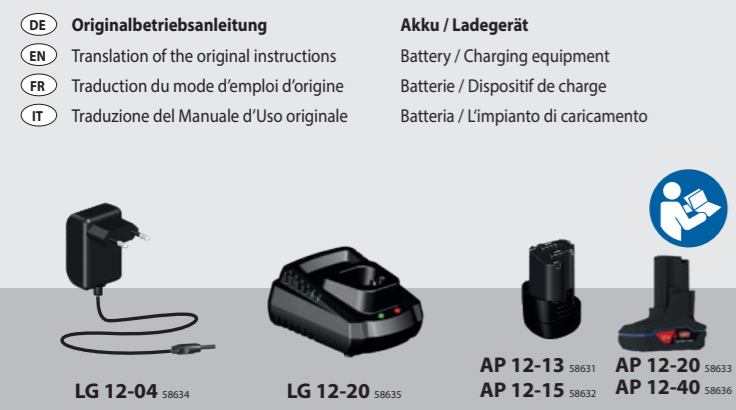 DE Originalbetriebsanleitung Akku / Ladegerät
EN Translation of the original instructions Battery / Charging equipment
FR Traduction du mode d’emploi d’origine Batterie / Dispositif de charge
IT Traduzione del Manuale d’Uso originale Batteria / L’impianto di caricamento
LG 12-04 58634
LG 12-20 58635
AP 12-13 58631
AP 12-15 58632
AP 12-20 58633
AP 12-40 58636